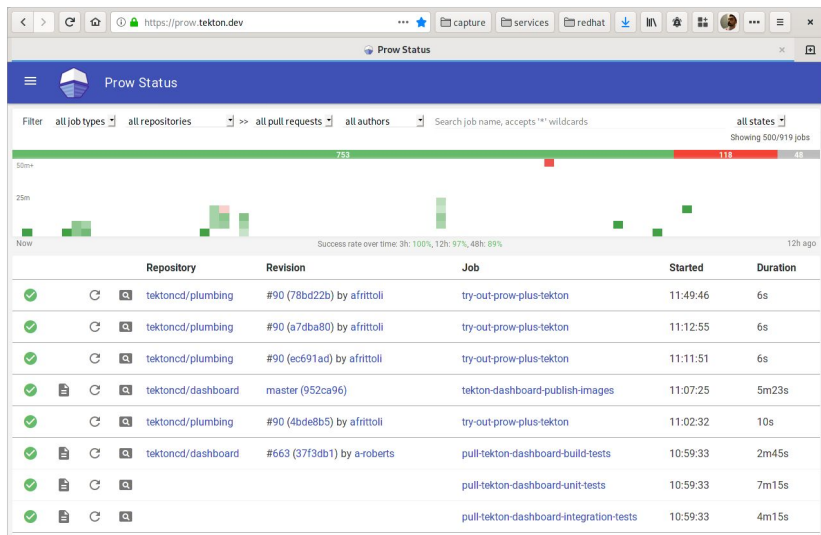 https://prow.tekton.dev
capture services redhat
Prow Status
Prow Status
Filter all job types all repositories >> all pull requests all authors Search job name, accepts '*' wildcards all states
Showing 500/919 jobs
753 118 48
50m+
25m
Now Success rate over time: 3h: 100%, 12h: 97%, 48h: 89% 12h ago
Repository Revision Job Started Duration
tektoncd/plumbing #90 (78bd22b) by afrittoli try-out-prow-plus-tekton 11:49:46 6s
tektoncd/plumbing #90 (a7dba80) by afrittoli try-out-prow-plus-tekton 11:12:55 6s
tektoncd/plumbing #90 (ec691ad) by afrittoli try-out-prow-plus-tekton 11:11:51 6s
tektoncd/dashboard master (952ca96) tekton-dashboard-publish-images 11:07:25 5m23s
tektoncd/plumbing #90 (4bde8b5) by afrittoli try-out-prow-plus-tekton 11:02:32 10s
tektoncd/dashboard #663 (37f3db1) by a-roberts pull-tekton-dashboard-build-tests 10:59:33 2m45s
pull-tekton-dashboard-unit-tests 10:59:33 7m15s
pull-tekton-dashboard-integration-tests 10:59:33 4m15s